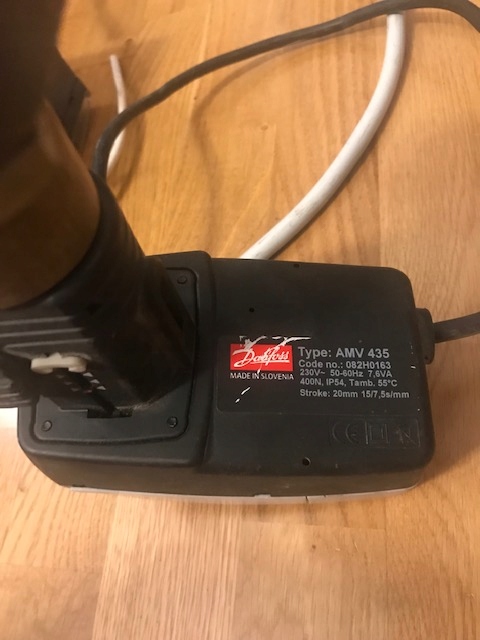 Danfoss
MADE IN SLOVENIA
Type: AMV 435
Code no.: 082H0163
230V~ 50-60Hz 7,6VA
400N, IP54, Tamb. 55°C
Stroke: 20mm 15/7,5s/mm
CE